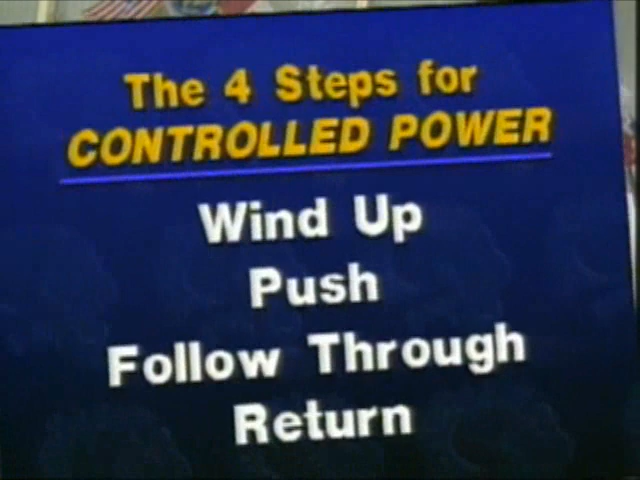 The 4 Steps for
CONTROLLED POWER
Wind Up
Push
Follow Through
Return